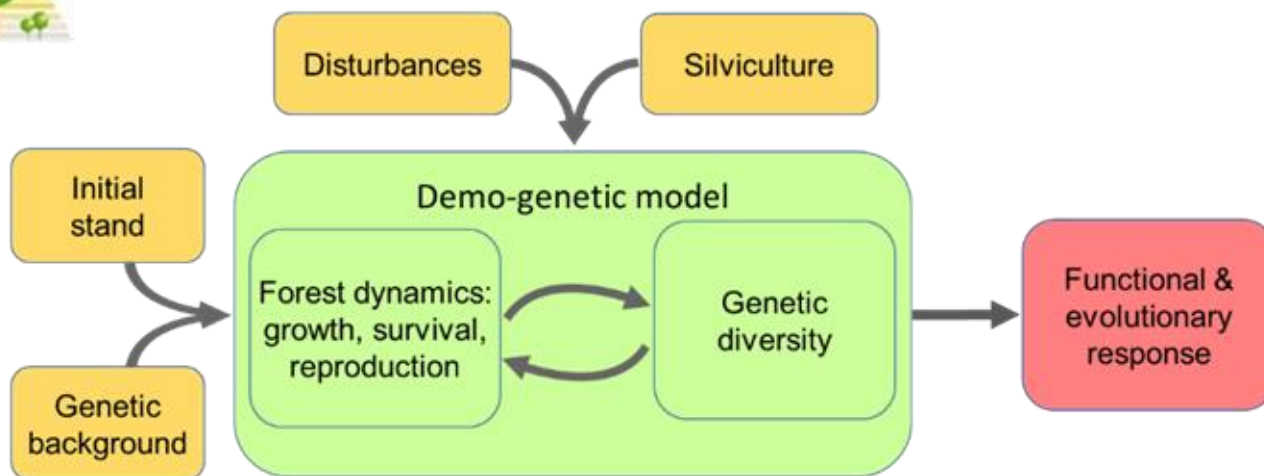 Disturbances
Silviculture
Initial
stand
Demo-genetic model
Forest dynamics:
growth, survival,
reproduction
Genetic
diversity
Functional &
evolutionary
response
Genetic
background